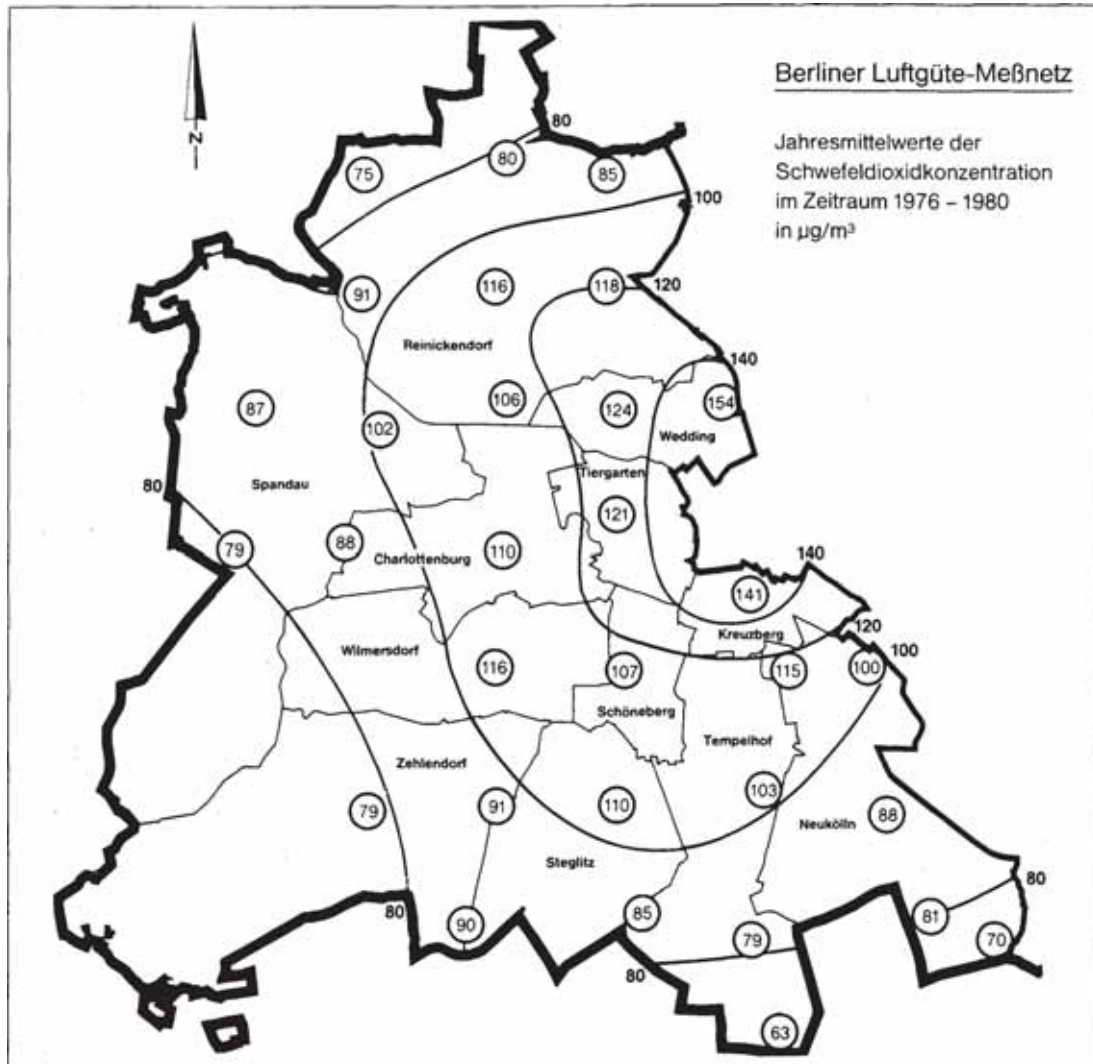 Berliner Luftgüte-Meßnetz
Jahresmittelwerte der
Schwefeldioxidkonzentration
im Zeitraum 1976 – 1980
in µg/m³
N
80
80
75
85
100
91
116
118
120
Reinickendorf
140
87
106
124
154
102
Wedding
Tiergarten
80
Spandau
121
79
88
110
140
Charlottenburg
141
Kreuzberg
120
Wilmersdorf
100
116
107
115
100
Schöneberg
Tempelhof
Zehlendorf
103
79
91
110
88
Neukölln
Steglitz
80
80
85
81
90
79
70
80
63